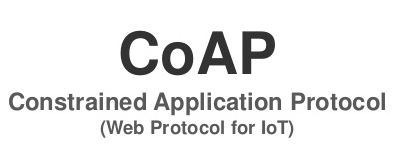 CoAP
Constrained Application Protocol
(Web Protocol for IoT)